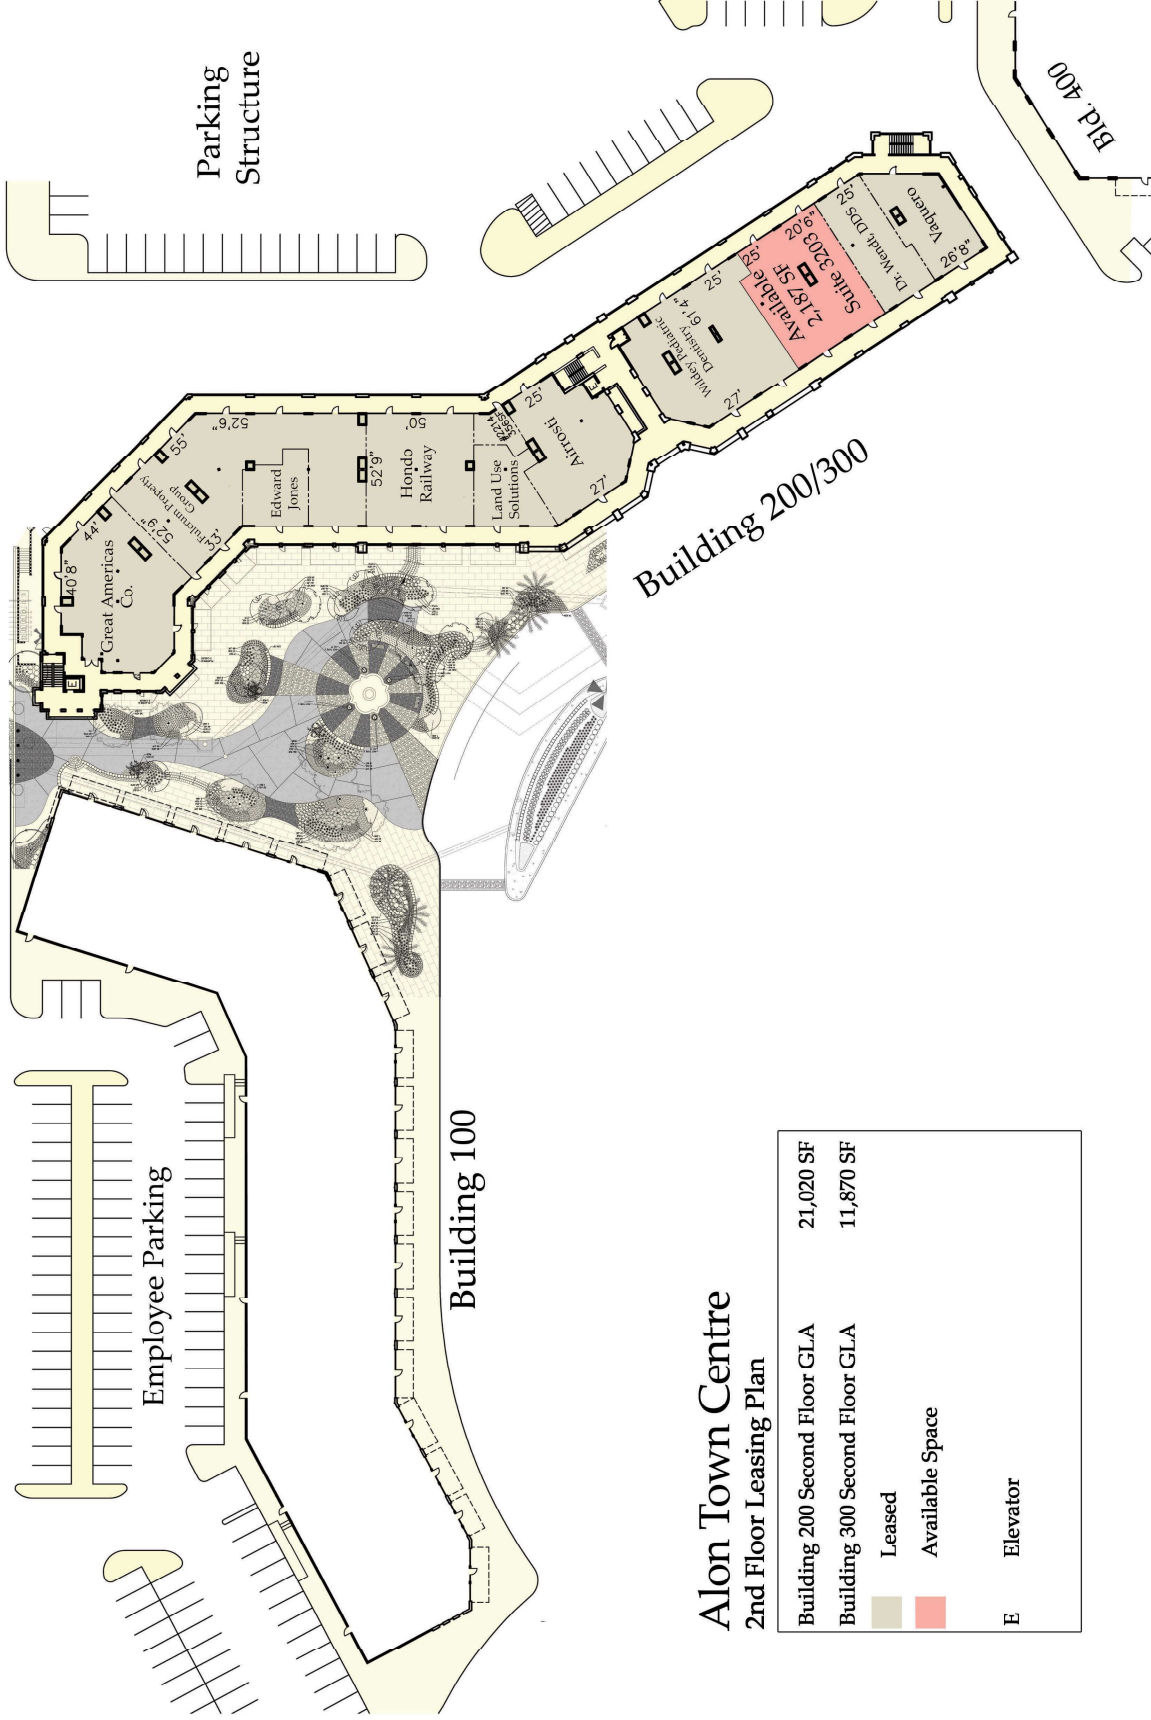 Parking
Structure
Bld. 400
Great Americas
Co.
40'8"
44'
52'9"
Fulcrum Property
Group
55'
52'6"
Edward
Jones
52'9"
Hondo
Railway
50'
Land Use
Solutions
#2214
356SF
Airrosti
25'
27'
Wildey Pediatric
Dentistry
61'4"
25'
27'
25'
Available
2,187 SF
Suite 3203
20'6"
Dr. Wendt, DDS
25'
Vaquero
26'8"
E
E
Building 200/300
Employee Parking
Building 100
Alon Town Centre
2nd Floor Leasing Plan
Building 200 Second Floor GLA 21,020 SF
Building 300 Second Floor GLA 11,870 SF
Leased
Available Space
E Elevator